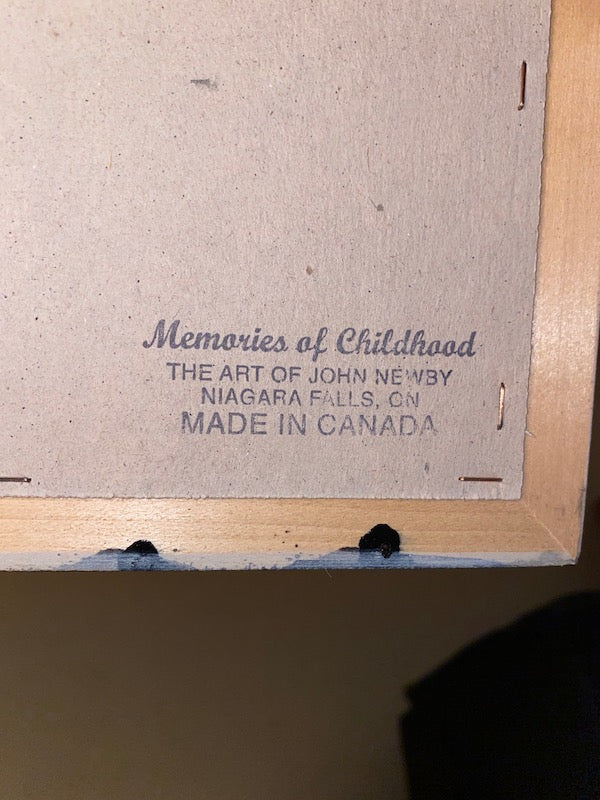 Memories of Childhood
THE ART OF JOHN NEWBY
NIAGARA FALLS, ON
MADE IN CANADA